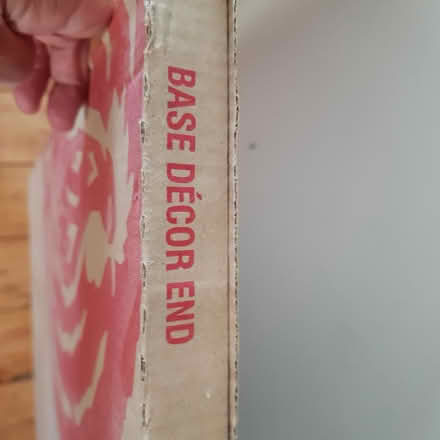 BASE DÉCOR END